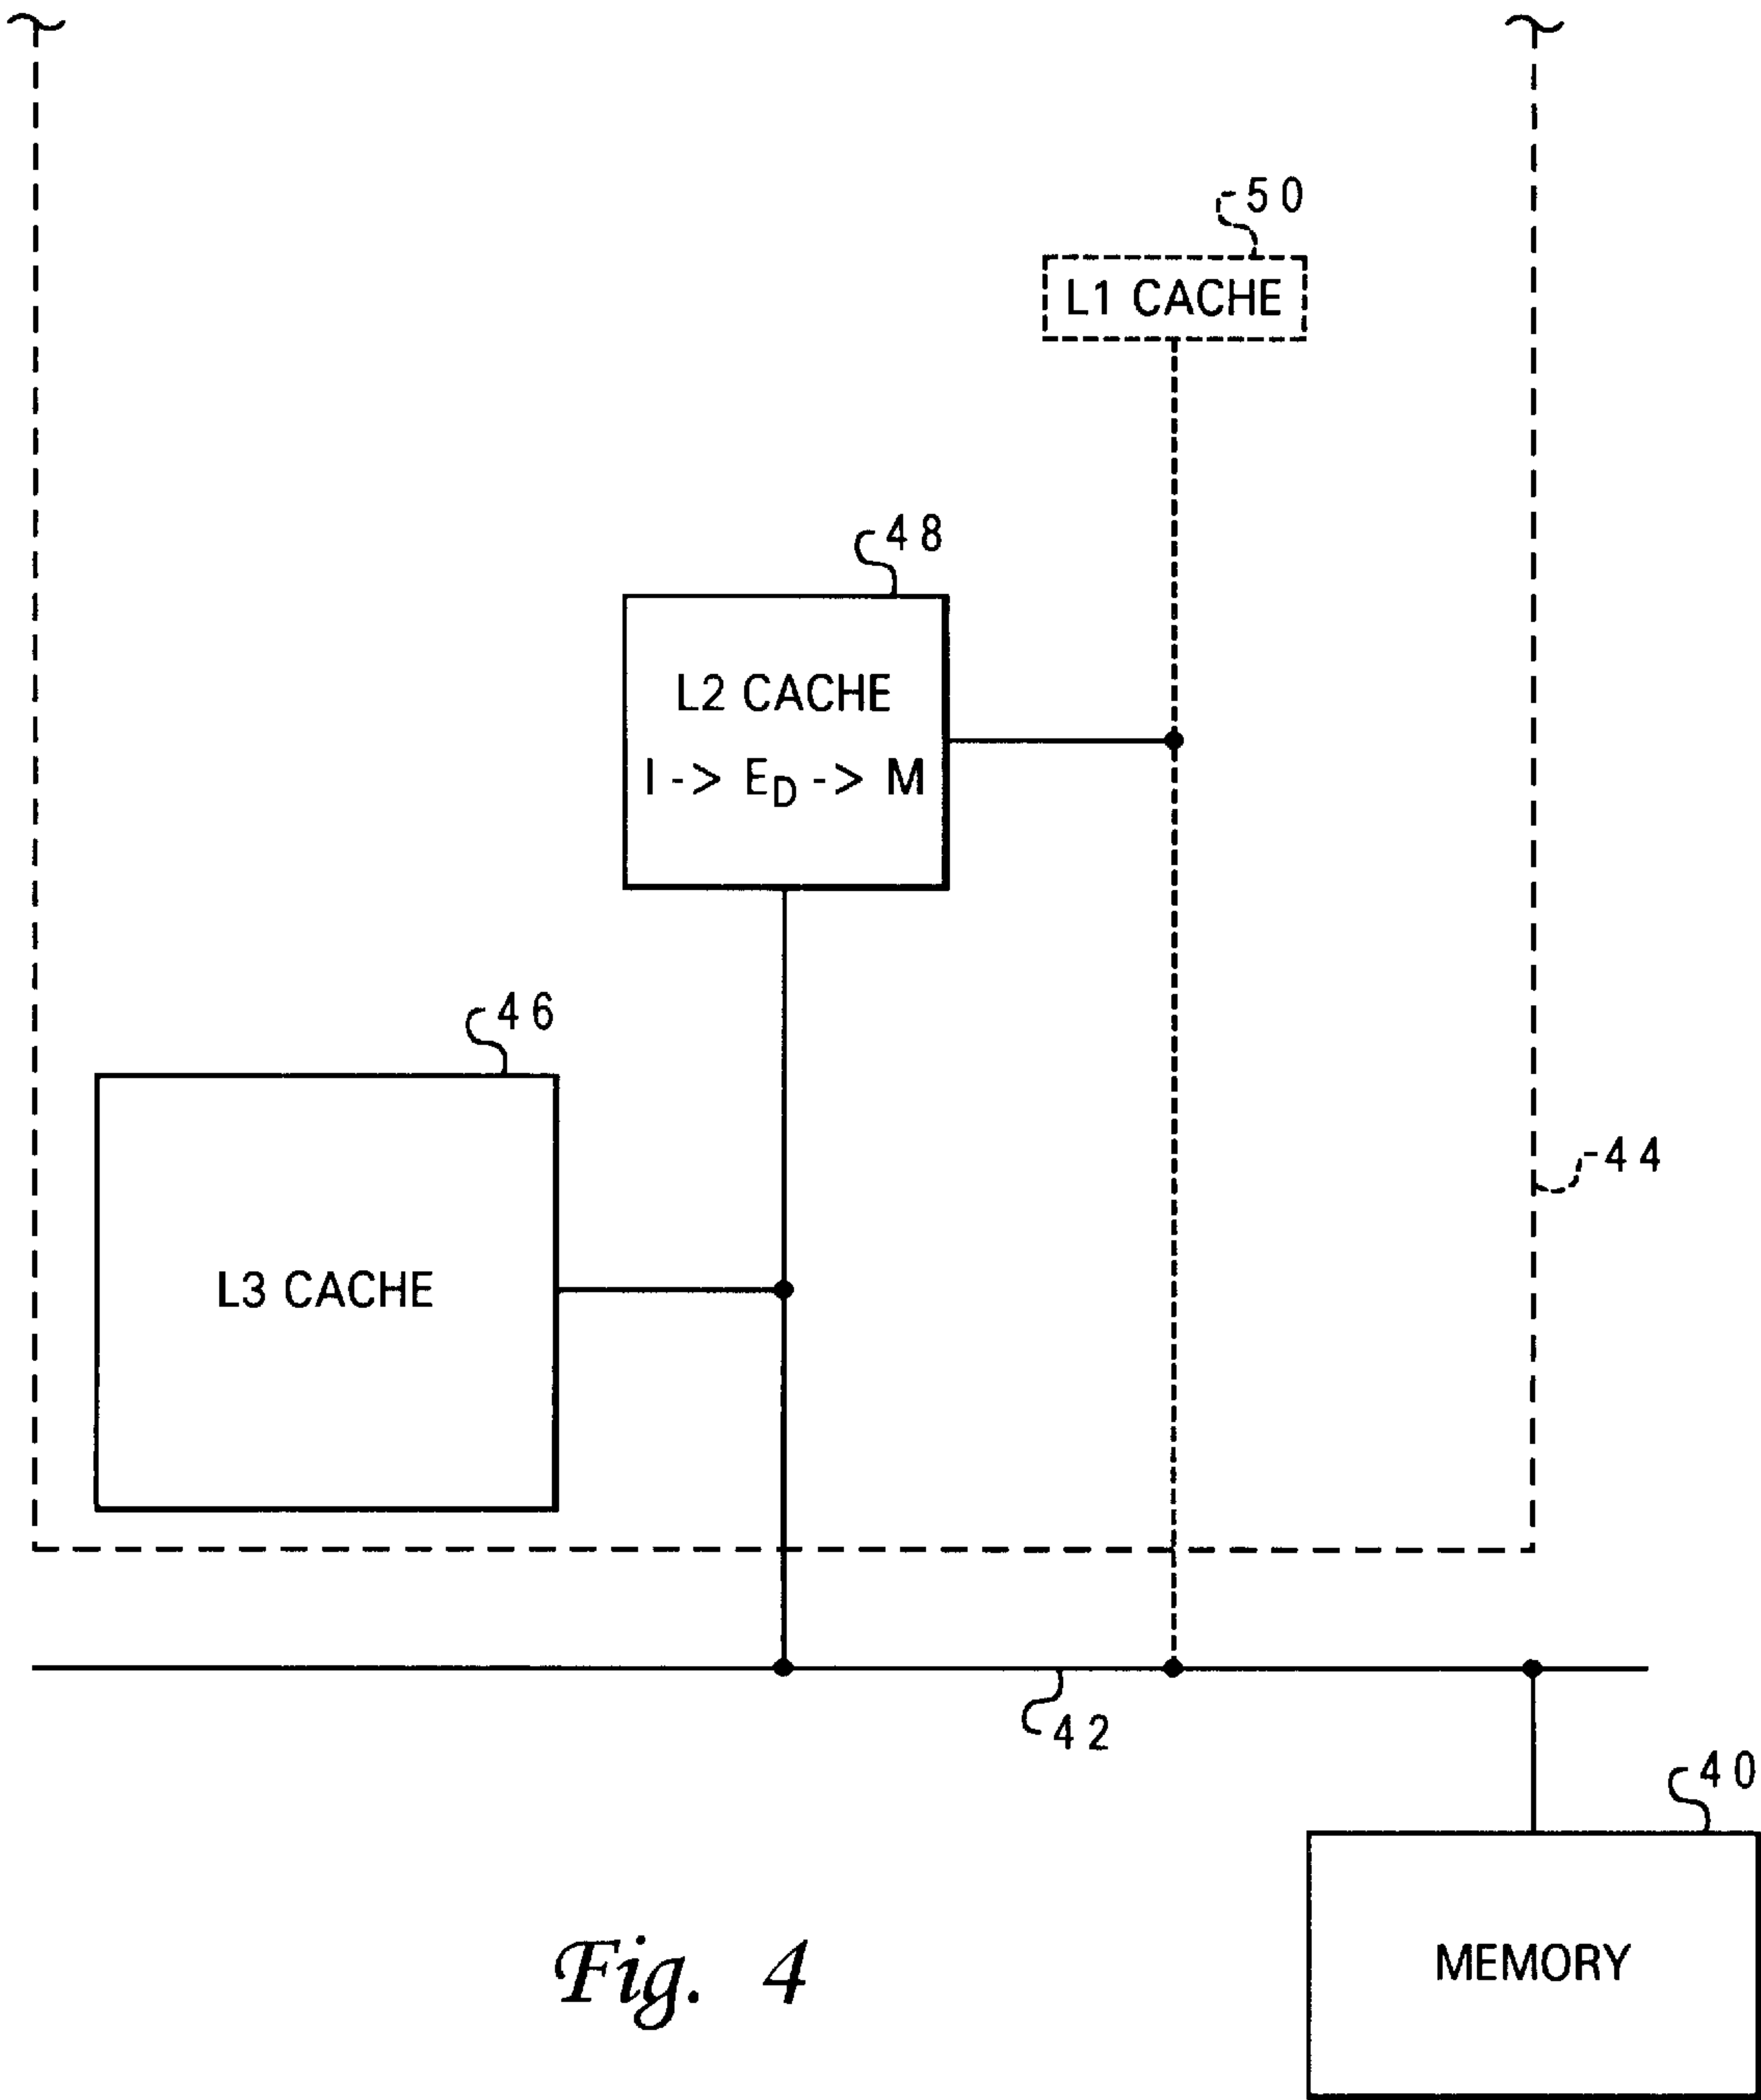 50
L1 CACHE
48
L2 CACHE
I -> E_D -> M
46
44
L3 CACHE
42
40
MEMORY
Fig. 4